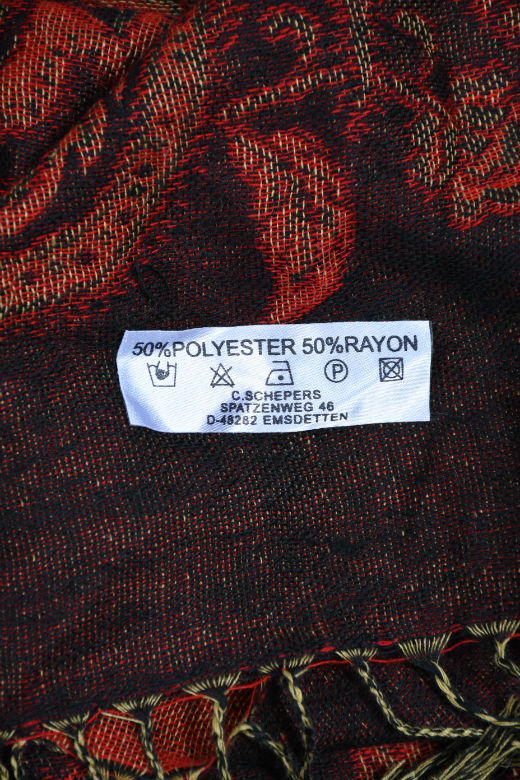 50%POLYESTER 50%RAYON
P
C.SCHEPERS
SPATZENWEG 46
D-48282 EMSDETTEN